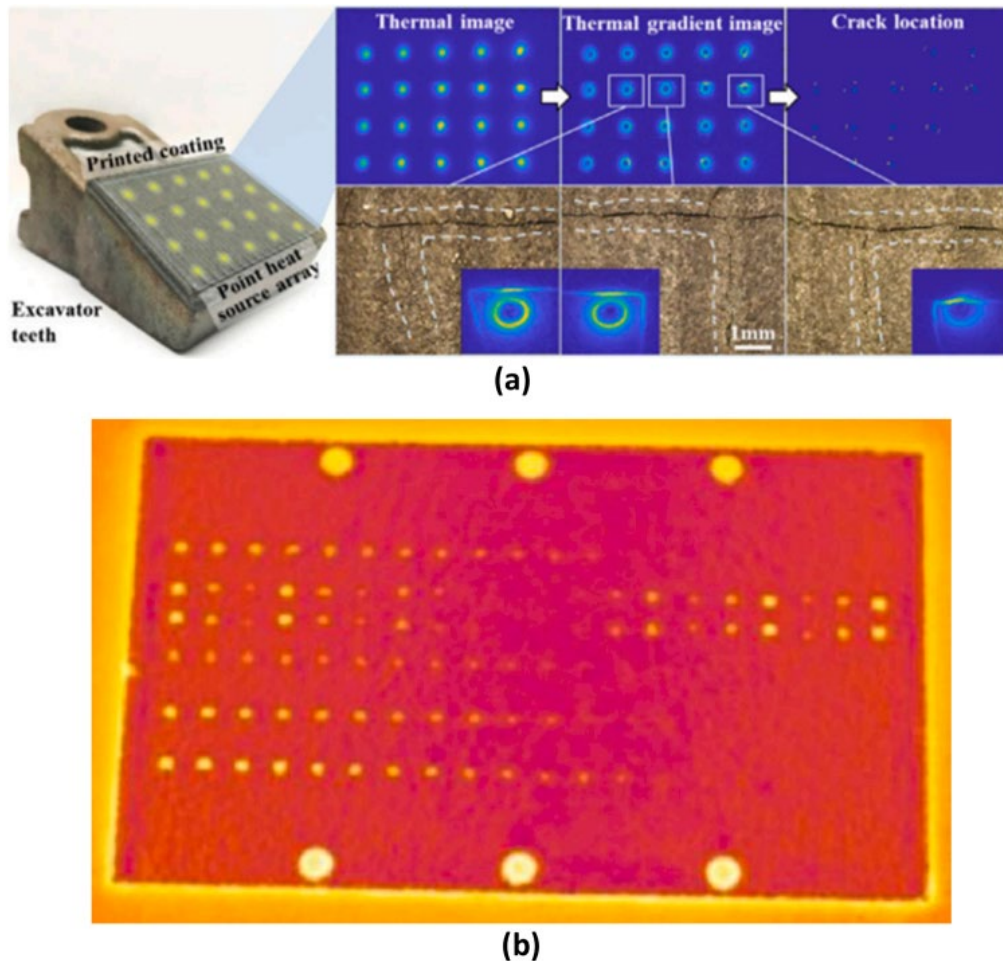 Thermal image
Thermal gradient image
Crack location
Printed coating
Point heat
source array
Excavator
teeth
1mm
(a)
(b)